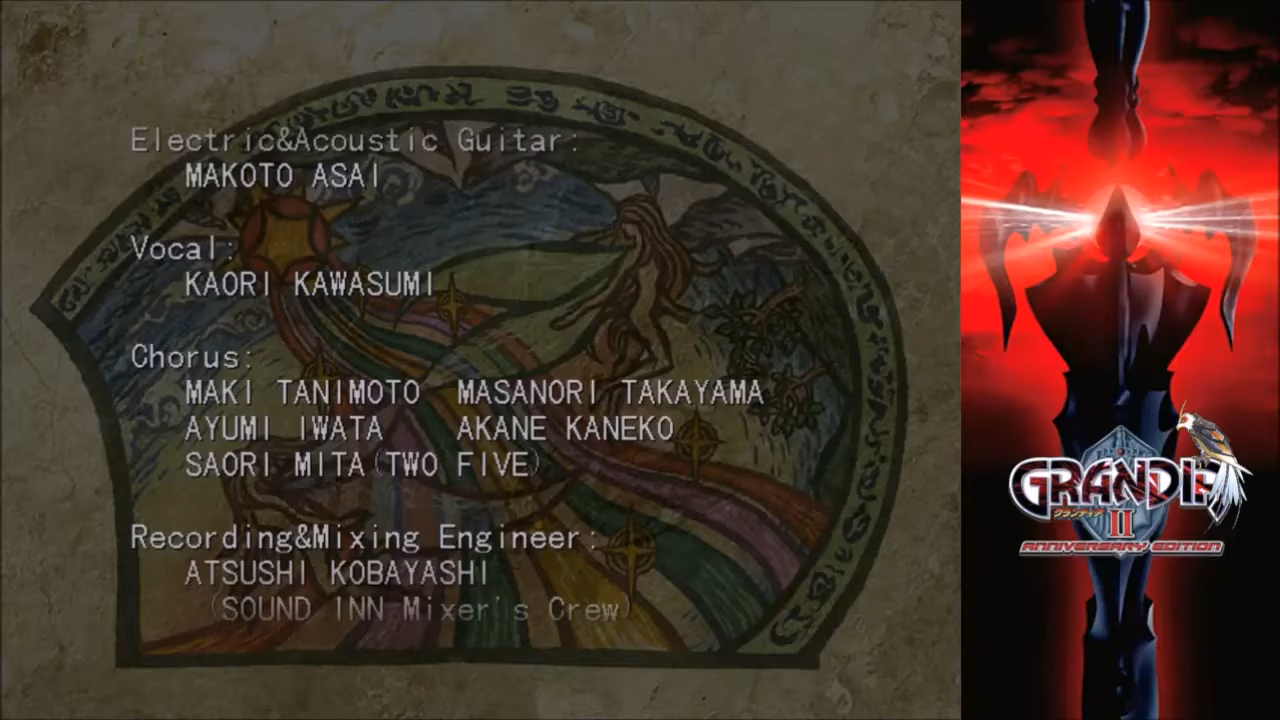 Electric&Acoustic Guitar:
MAKOTO ASAI
Vocal:
KAORI KAWASUMI
Chorus:
MAKI TANIMOTO MASANORI TAKAYAMA
AYUMI IWATA AKANE KANEKO
SAORI MITA(TWO FIVE)
Recording&Mixing Engineer:
ATSUSHI KOBAYASHI
(SOUND INN Mixer's Crew)
GRANDIA
グランディア
II
ANNIVERSARY EDITION